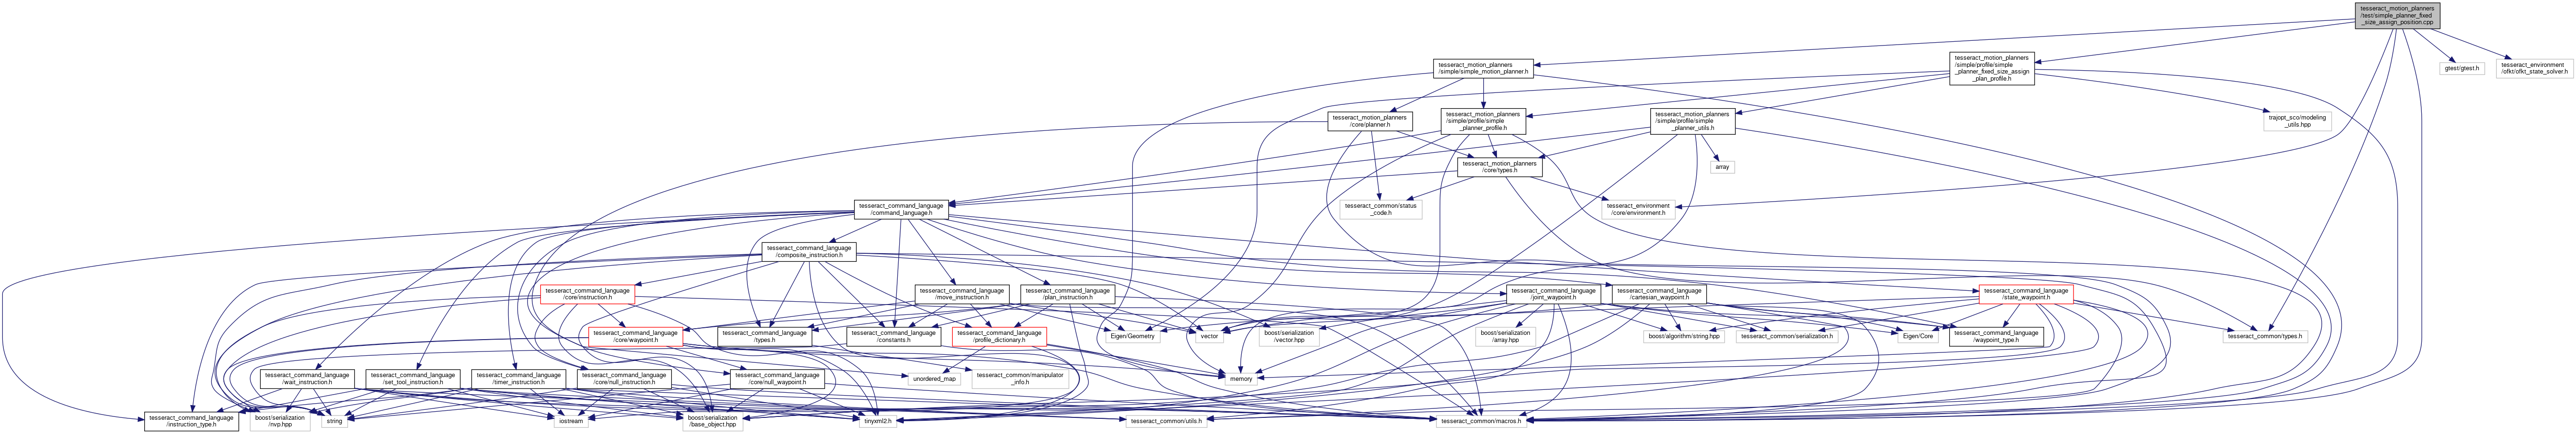 tesseract_motion_planners
/test/simple_planner_fixed
_size_assign_position.cpp
tesseract_motion_planners
/simple/simple_motion_planner.h
tesseract_motion_planners
/simple/profile/simple
_planner_fixed_size_assign
_plan_profile.h
gtest/gtest.h
tesseract_environment
/ofkt/ofkt_state_solver.h
tesseract_motion_planners
/core/planner.h
tesseract_motion_planners
/simple/profile/simple
_planner_profile.h
tesseract_motion_planners
/simple/profile/simple
_planner_utils.h
trajopt_sco/modeling
_utils.hpp
tesseract_motion_planners
/core/types.h
array
tesseract_command_language
/command_language.h
tesseract_common/status
_code.h
tesseract_environment
/core/environment.h
tesseract_command_language
/composite_instruction.h
tesseract_command_language
/core/instruction.h
tesseract_command_language
/move_instruction.h
tesseract_command_language
/plan_instruction.h
tesseract_command_language
/joint_waypoint.h
tesseract_command_language
/cartesian_waypoint.h
tesseract_command_language
/state_waypoint.h
tesseract_command_language
/core/waypoint.h
tesseract_command_language
/types.h
tesseract_command_language
/constants.h
tesseract_command_language
/profile_dictionary.h
Eigen/Geometry
vector
boost/serialization
/vector.hpp
boost/serialization
/array.hpp
boost/algorithm/string.hpp
tesseract_common/serialization.h
Eigen/Core
tesseract_command_language
/waypoint_type.h
tesseract_common/types.h
tesseract_command_language
/wait_instruction.h
tesseract_command_language
/set_tool_instruction.h
tesseract_command_language
/timer_instruction.h
tesseract_command_language
/core/null_instruction.h
tesseract_command_language
/core/null_waypoint.h
unordered_map
tesseract_common/manipulator
_info.h
memory
tesseract_command_language
/instruction_type.h
boost/serialization
/nvp.hpp
string
iostream
boost/serialization
/base_object.hpp
tinyxml2.h
tesseract_common/utils.h
tesseract_common/macros.h